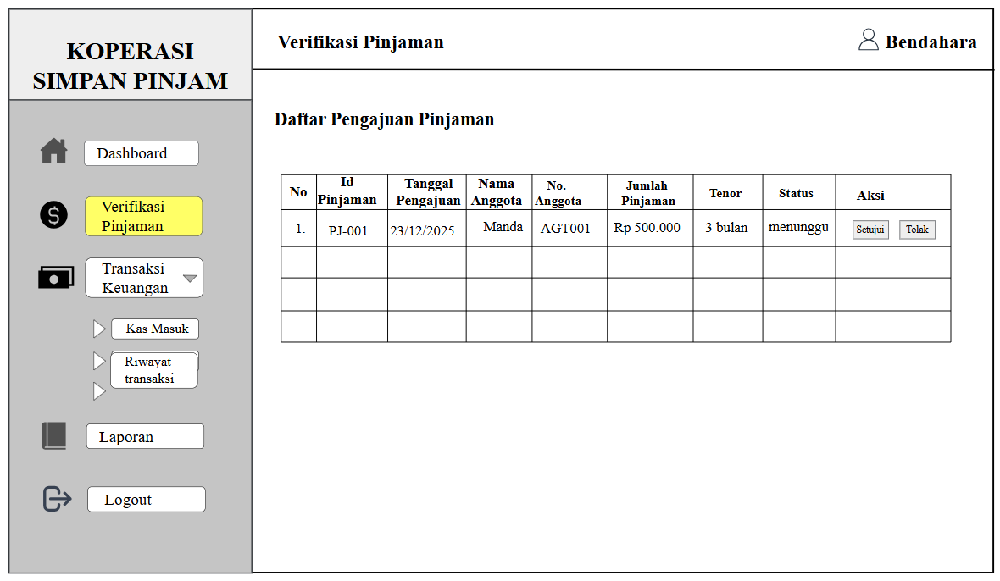 KOPERASI
SIMPAN PINJAM
Verifikasi Pinjaman
Bendahara
Dashboard
Verifikasi
Pinjaman
Transaksi
Keuangan
Kas Masuk
Riwayat
transaksi
Laporan
Logout
Daftar Pengajuan Pinjaman
No Id Pinjaman Tanggal Pengajuan Nama Anggota No. Anggota Jumlah Pinjaman Tenor Status Aksi
1. PJ-001 23/12/2025 Manda AGT001 Rp 500.000 3 bulan menunggu Setujui Tolak